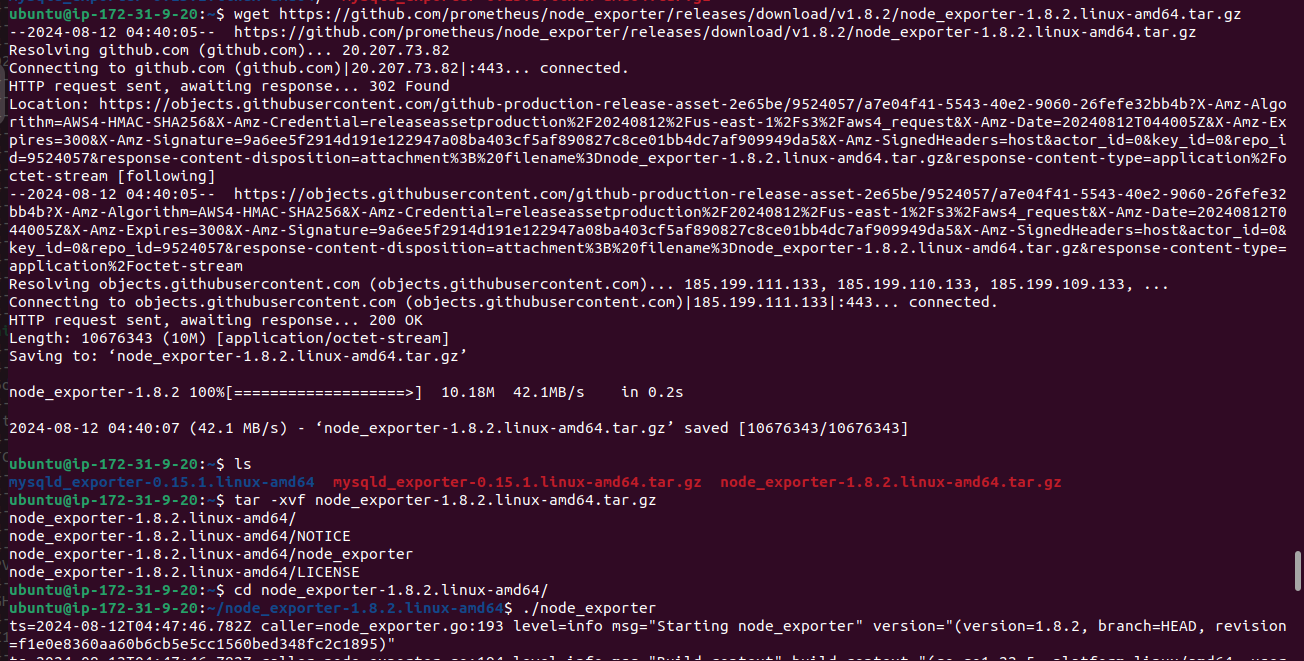 ubuntu@ip-172-31-9-20:~$ wget https://github.com/prometheus/node_exporter/releases/download/v1.8.2/node_exporter-1.8.2.linux-amd64.tar.gz
--2024-08-12 04:40:05--  https://github.com/prometheus/node_exporter/releases/download/v1.8.2/node_exporter-1.8.2.linux-amd64.tar.gz
Resolving github.com (github.com)... 20.207.73.82
Connecting to github.com (github.com)|20.207.73.82|:443... connected.
HTTP request sent, awaiting response... 302 Found
Location: https://objects.githubusercontent.com/github-production-release-asset-2e65be/9524057/a7e04f41-5543-40e2-9060-26fefe32bb4b?X-Amz-Algo
rithm=AWS4-HMAC-SHA256&X-Amz-Credential=releaseassetproduction%2F20240812%2Fus-east-1%2Fs3%2Faws4_request&X-Amz-Date=20240812T044005Z&X-Amz-Ex
pires=300&X-Amz-Signature=9a6ee5f2914d191e122947a08ba403cf5af890827c8ce01bb4dc7af909949da5&X-Amz-SignedHeaders=host&actor_id=0&key_id=0&repo_i
d=9524057&response-content-disposition=attachment%3B%20filename%3Dnode_exporter-1.8.2.linux-amd64.tar.gz&response-content-type=application%2Fo
ctet-stream [following]
--2024-08-12 04:40:05--  https://objects.githubusercontent.com/github-production-release-asset-2e65be/9524057/a7e04f41-5543-40e2-9060-26fefe32
bb4b?X-Amz-Algorithm=AWS4-HMAC-SHA256&X-Amz-Credential=releaseassetproduction%2F20240812%2Fus-east-1%2Fs3%2Faws4_request&X-Amz-Date=20240812T0
44005Z&X-Amz-Expires=300&X-Amz-Signature=9a6ee5f2914d191e122947a08ba403cf5af890827c8ce01bb4dc7af909949da5&X-Amz-SignedHeaders=host&actor_id=0&
key_id=0&repo_id=9524057&response-content-disposition=attachment%3B%20filename%3Dnode_exporter-1.8.2.linux-amd64.tar.gz&response-content-type=
application%2Foctet-stream
Resolving objects.githubusercontent.com (objects.githubusercontent.com)... 185.199.111.133, 185.199.110.133, 185.199.109.133, ...
Connecting to objects.githubusercontent.com (objects.githubusercontent.com)|185.199.111.133|:443... connected.
HTTP request sent, awaiting response... 200 OK
Length: 10676343 (10M) [application/octet-stream]
Saving to: ‘node_exporter-1.8.2.linux-amd64.tar.gz’
node_exporter-1.8.2 100%[===================>]  10.18M  42.1MB/s    in 0.2s
2024-08-12 04:40:07 (42.1 MB/s) - ‘node_exporter-1.8.2.linux-amd64.tar.gz’ saved [10676343/10676343]
ubuntu@ip-172-31-9-20:~$ ls
mysqld_exporter-0.15.1.linux-amd64  mysqld_exporter-0.15.1.linux-amd64.tar.gz  node_exporter-1.8.2.linux-amd64.tar.gz
ubuntu@ip-172-31-9-20:~$ tar -xvf node_exporter-1.8.2.linux-amd64.tar.gz
node_exporter-1.8.2.linux-amd64/
node_exporter-1.8.2.linux-amd64/NOTICE
node_exporter-1.8.2.linux-amd64/node_exporter
node_exporter-1.8.2.linux-amd64/LICENSE
ubuntu@ip-172-31-9-20:~$ cd node_exporter-1.8.2.linux-amd64/
ubuntu@ip-172-31-9-20:~/node_exporter-1.8.2.linux-amd64$ ./node_exporter
ts=2024-08-12T04:47:46.782Z caller=node_exporter.go:193 level=info msg="Starting node_exporter" version="(version=1.8.2, branch=HEAD, revision
=f1e0e8360aa60b6cb5e5cc1560bed348fc2c1895)"